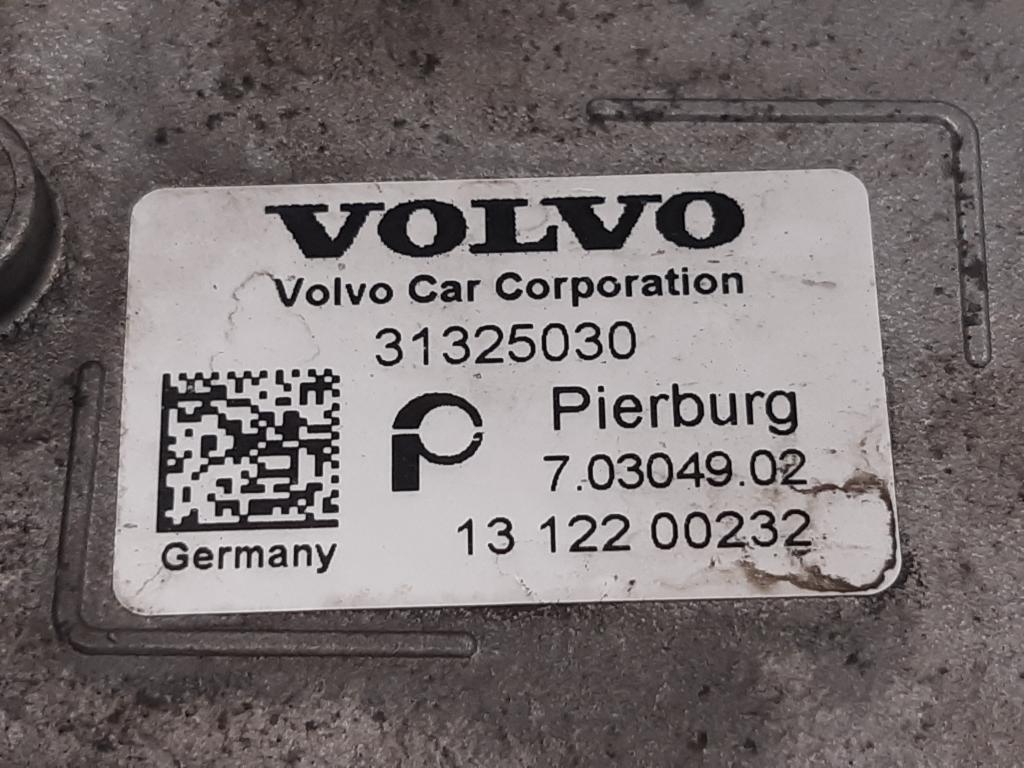 VOLVO
Volvo Car Corporation
31325030
Pierburg
7.03049.02
13 122 00232
Germany